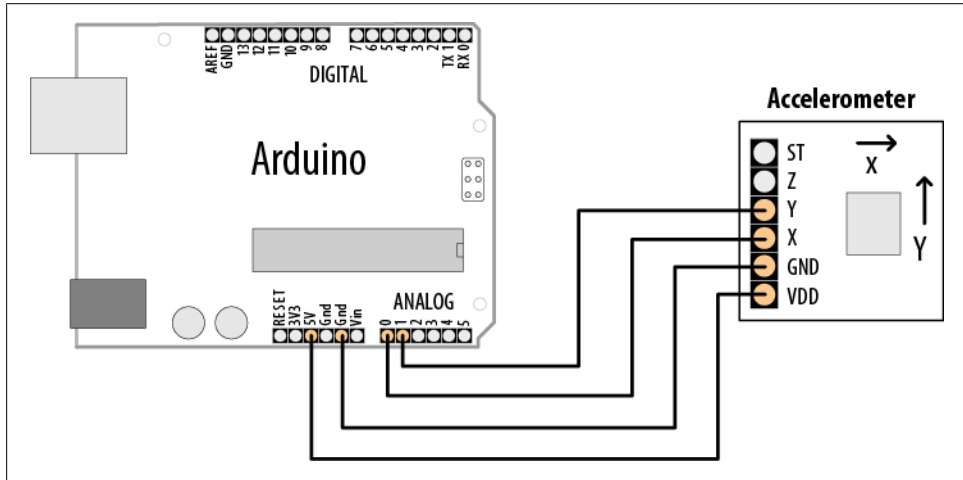 AREF
GND
13
12
11
10
9
8
7
6
5
4
3
2
TX 1
RX 0
DIGITAL
Arduino
ANALOG
RESET
3V3
5V
Gnd
Gnd
Vin
0
1
2
3
4
5
Accelerometer
ST
Z
Y
X
GND
VDD
X
Y